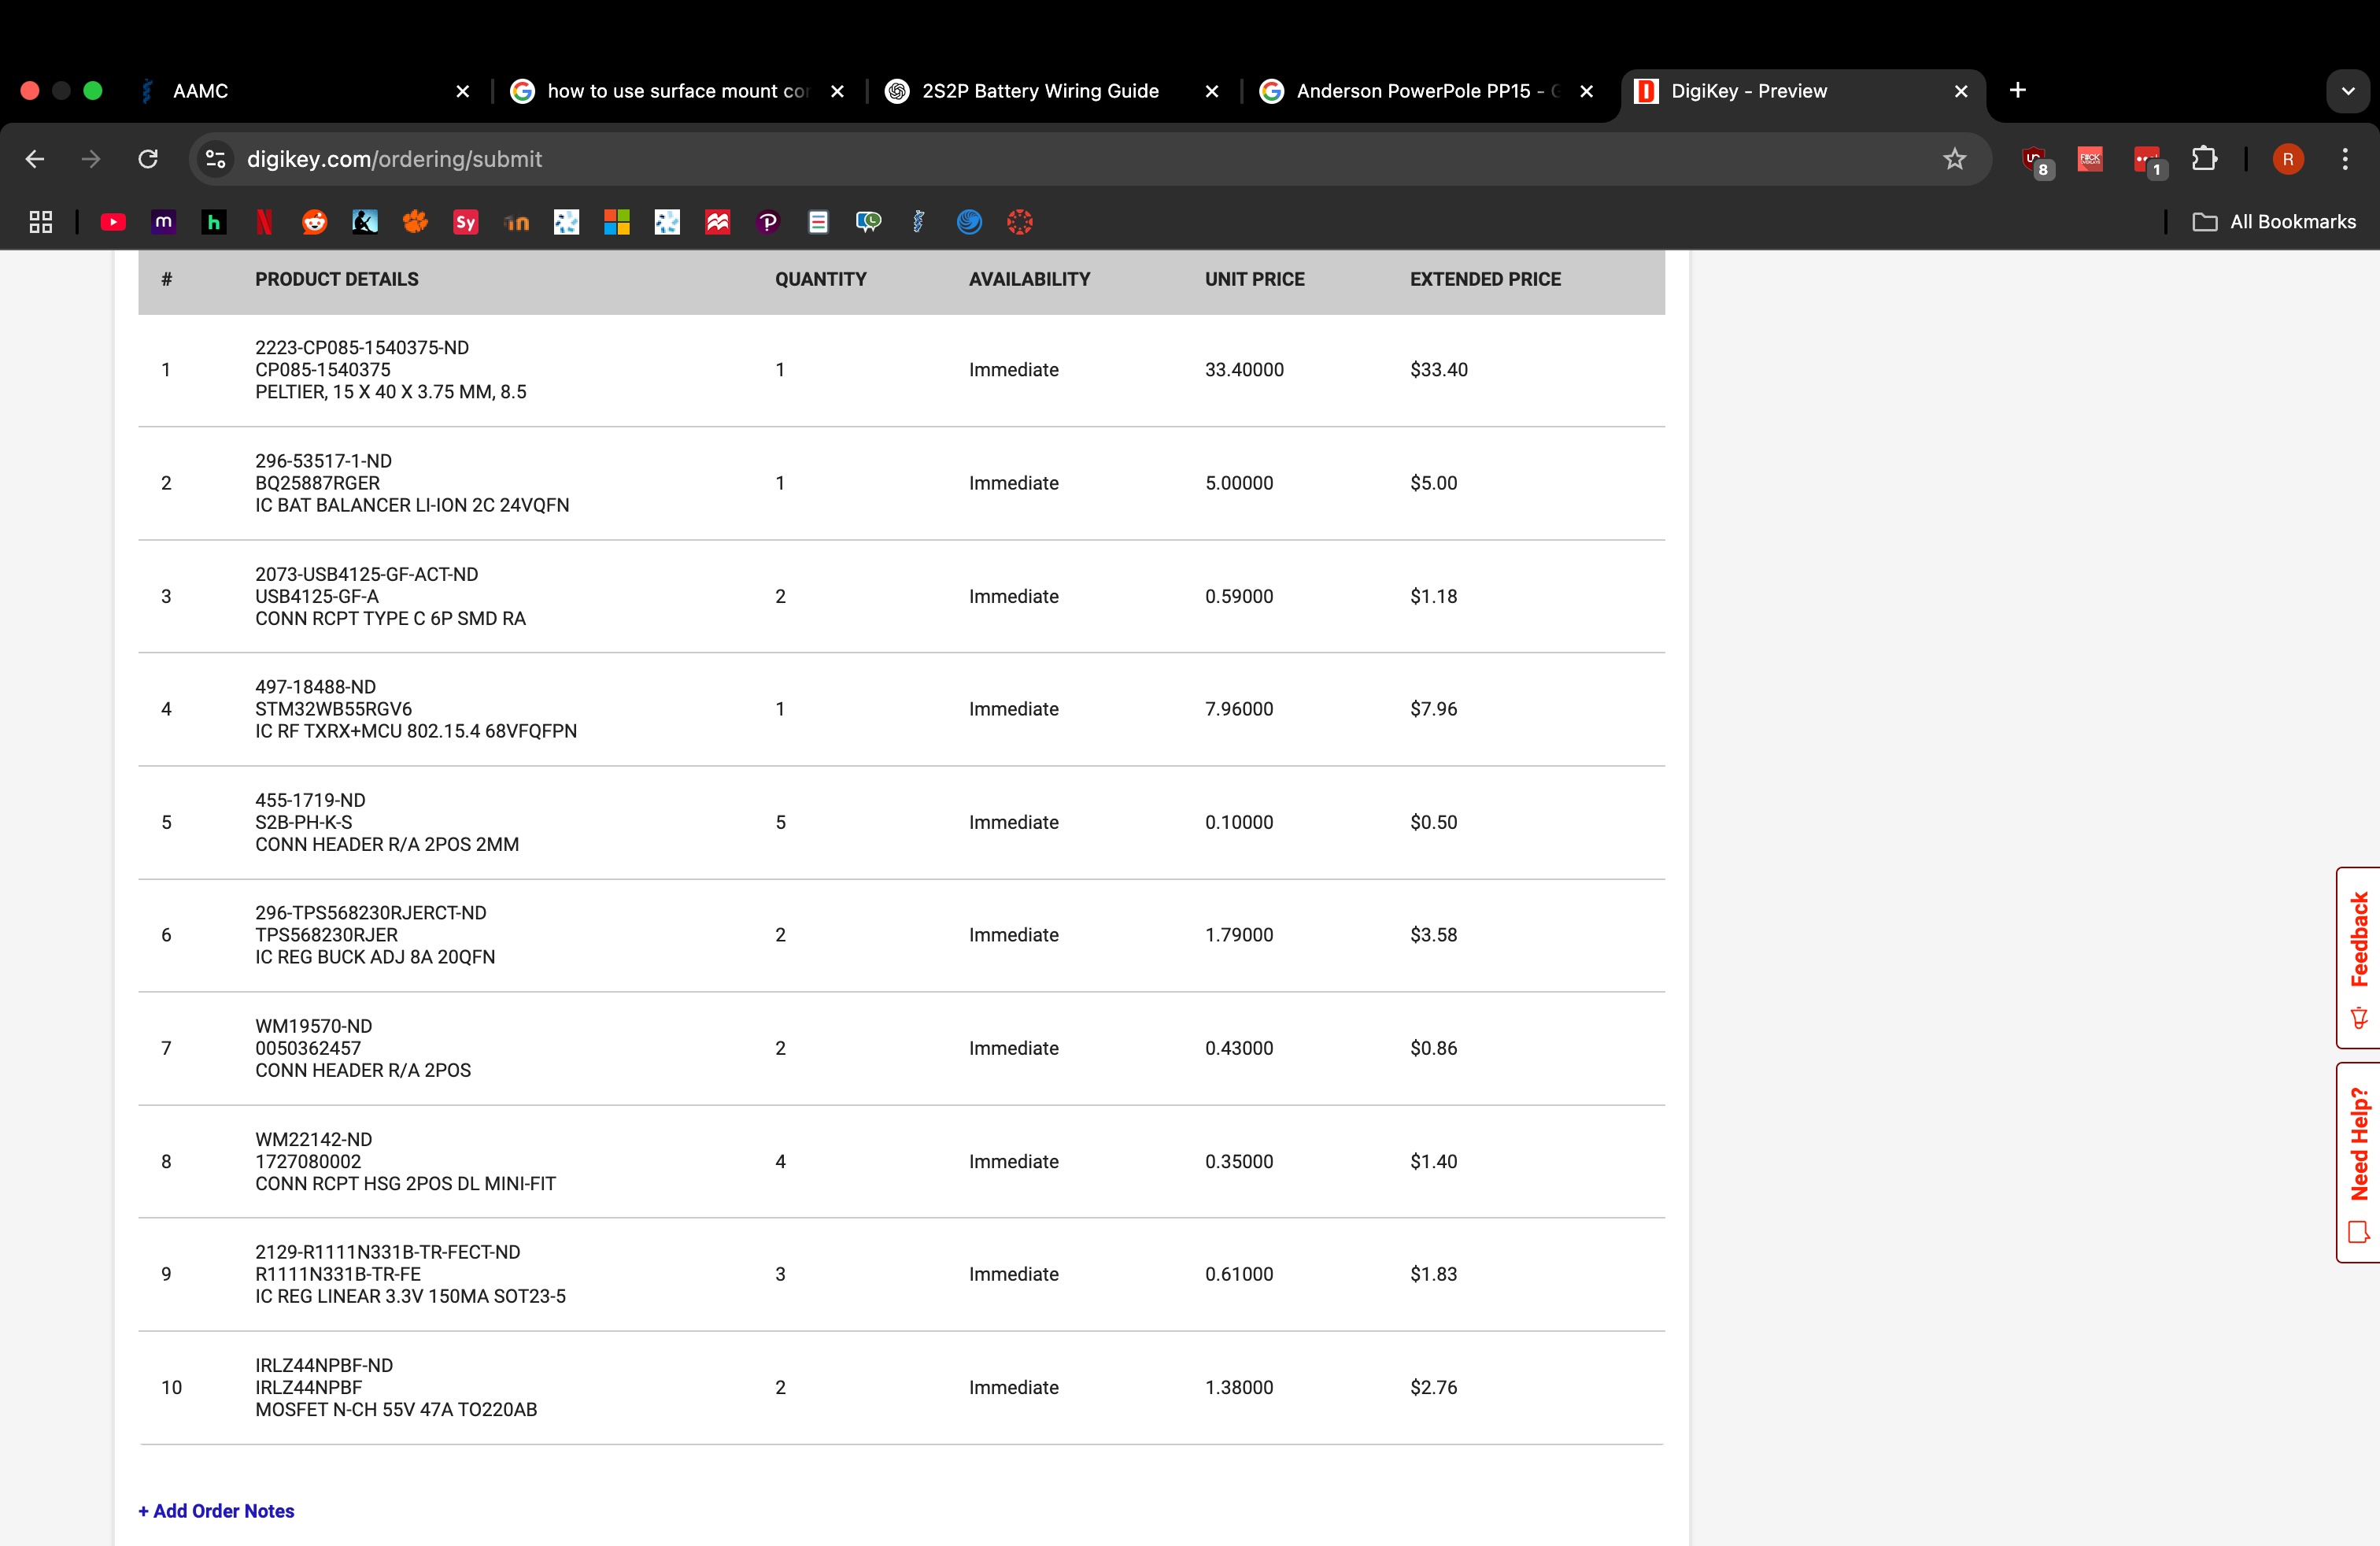 AAMC
how to use surface mount cor
2S2P Battery Wiring Guide
Anderson PowerPole PP15 -
DigiKey - Preview
digikey.com/ordering/submit
8
1
R
m
h
N
Sy
in
All Bookmarks
# PRODUCT DETAILS QUANTITY AVAILABILITY UNIT PRICE EXTENDED PRICE
2223-CP085-1540375-ND
1 CP085-1540375 1 Immediate 33.40000 $33.40
PELTIER, 15 X 40 X 3.75 MM, 8.5
296-53517-1-ND
2 BQ25887RGER 1 Immediate 5.00000 $5.00
IC BAT BALANCER LI-ION 2C 24VQFN
2073-USB4125-GF-ACT-ND
3 USB4125-GF-A 2 Immediate 0.59000 $1.18
CONN RCPT TYPE C 6P SMD RA
497-18488-ND
4 STM32WB55RGV6 1 Immediate 7.96000 $7.96
IC RF TXRX+MCU 802.15.4 68VFQFPN
455-1719-ND
5 S2B-PH-K-S 5 Immediate 0.10000 $0.50
CONN HEADER R/A 2POS 2MM
296-TPS568230RJERCT-ND
6 TPS568230RJER 2 Immediate 1.79000 $3.58
IC REG BUCK ADJ 8A 20QFN
WM19570-ND
7 0050362457 2 Immediate 0.43000 $0.86
CONN HEADER R/A 2POS
WM22142-ND
8 1727080002 4 Immediate 0.35000 $1.40
CONN RCPT HSG 2POS DL MINI-FIT
2129-R1111N331B-TR-FECT-ND
9 R1111N331B-TR-FE 3 Immediate 0.61000 $1.83
IC REG LINEAR 3.3V 150MA SOT23-5
IRLZ44NPBF-ND
10 IRLZ44NPBF 2 Immediate 1.38000 $2.76
MOSFET N-CH 55V 47A TO220AB
+ Add Order Notes
Feedback
Need Help?